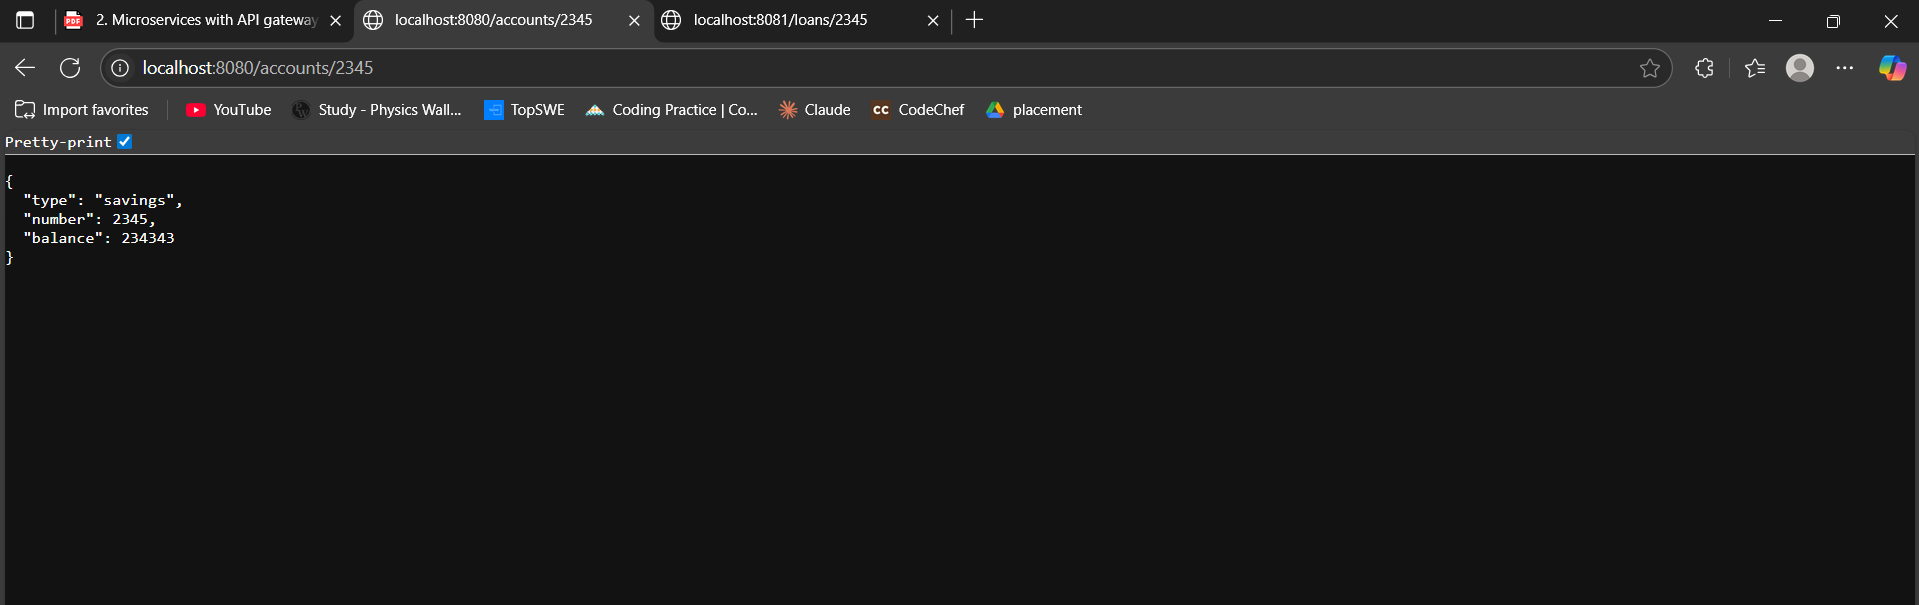 PDF 2. Microservices with API gateway localhost:8080/accounts/2345 localhost:8081/loans/2345
localhost:8080/accounts/2345
Import favorites YouTube Study - Physics Wall... TopSWE Coding Practice | Co... Claude CC CodeChef placement
Pretty-print
{
"type": "savings",
"number": 2345,
"balance": 234343
}